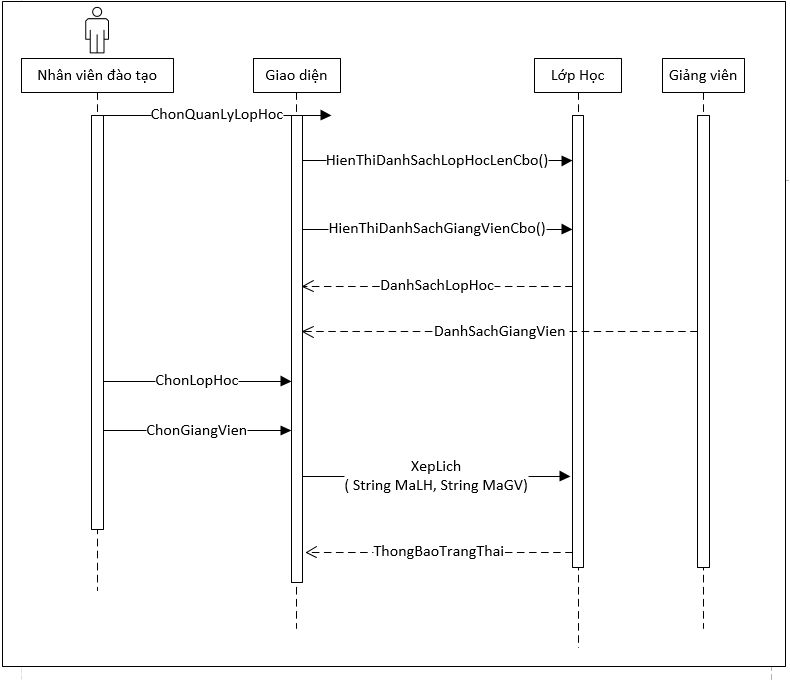 Nhân viên đào tạo
Giao diện
Lớp Học
Giảng viên
ChonQuanLyLopHoc
HienThiDanhSachLopHocLenCbo()
HienThiDanhSachGiangVienCbo()
DanhSachLopHoc
DanhSachGiangVien
ChonLopHoc
ChonGiangVien
XepLich
( String MaLH, String MaGV)
ThongBaoTrangThai